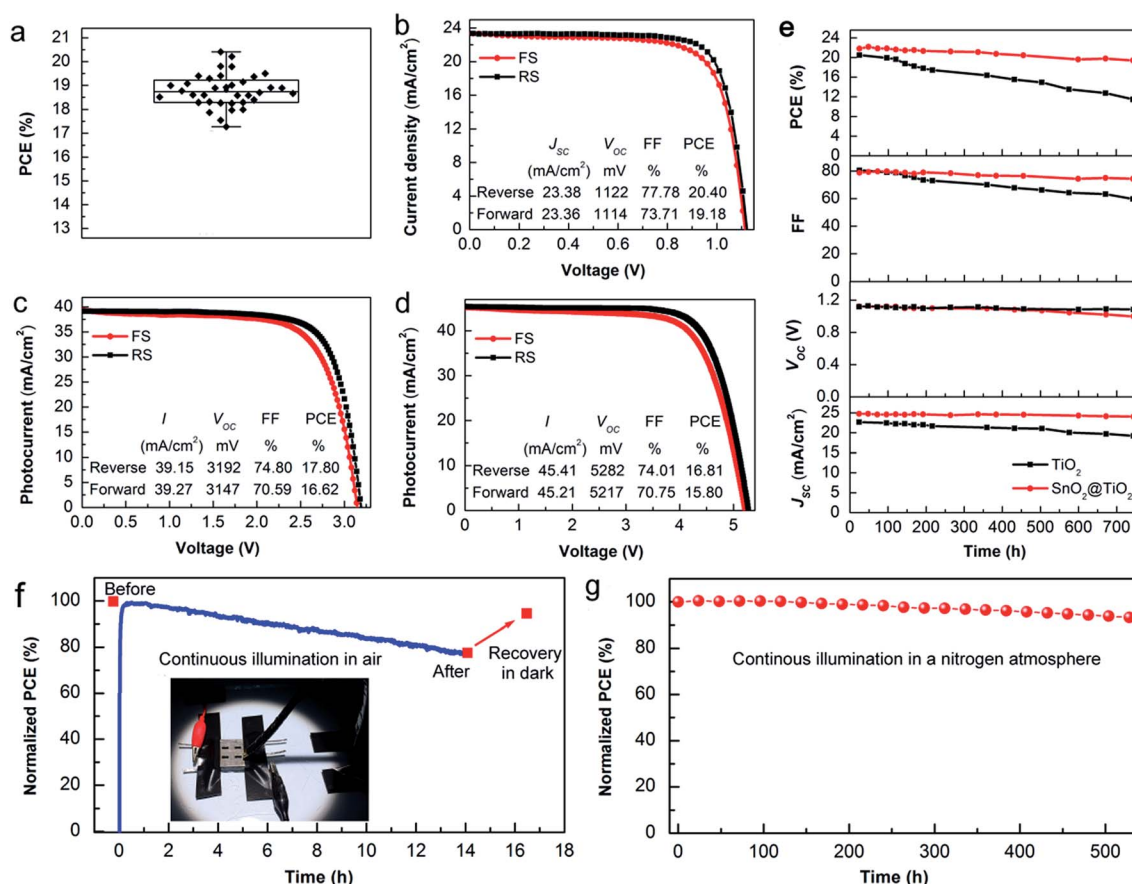 a
PCE (%)
21
20
19
18
17
16
15
14
13
b
Current density (mA/cm²)
24
20
16
12
8
4
0
FS
RS
J_SC V_OC FF PCE
(mA/cm²) mV % %
Reverse 23.38 1122 77.78 20.40
Forward 23.36 1114 73.71 19.18
0.0 0.2 0.4 0.6 0.8 1.0
Voltage (V)
c
Photocurrent (mA/cm²)
40
35
30
25
20
15
10
5
0
FS
RS
I V_OC FF PCE
(mA/cm²) mV % %
Reverse 39.15 3192 74.80 17.80
Forward 39.27 3147 70.59 16.62
0.0 0.5 1.0 1.5 2.0 2.5 3.0
Voltage (V)
d
Photocurrent (mA/cm²)
40
30
20
10
0
FS
RS
I V_OC FF PCE
(mA/cm²) mV % %
Reverse 45.41 5282 74.01 16.81
Forward 45.21 5217 70.75 15.80
0 1 2 3 4 5
Voltage (V)
e
PCE (%)
24
20
16
12
8
4
0
FF
80
60
40
20
0
V_OC (V)
1.2
0.8
0.4
0.0
J_SC (mA/cm²)
25
20
15
10
5
0
TiO₂
SnO₂@TiO₂
0 100 200 300 400 500 600 700
Time (h)
f
Normalized PCE (%)
100
80
60
40
20
0
Before
Continuous illumination in air
After
Recovery
in dark
0 2 4 6 8 10 12 14 16 18
Time (h)
g
Normalized PCE (%)
100
80
60
40
20
0
Continous illumination in a nitrogen atmosphere
0 100 200 300 400 500
Time (h)